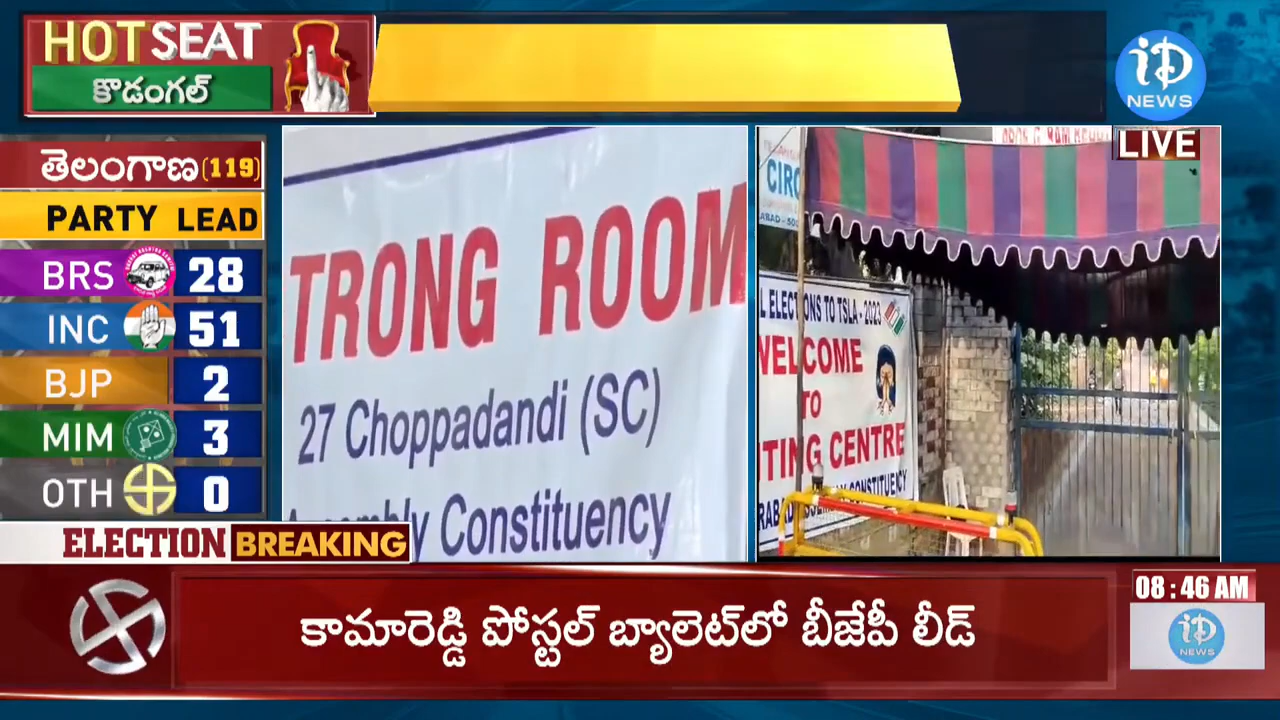 HOT SEAT
కొడంగల్
iD
NEWS
తెలంగాణ (119)
PARTY LEAD
BRS 28
INC 51
BJP 2
MIM 3
OTH 0
TRONG ROOM
27 Choppadandi (SC)
Constituency
LIVE
CIRC
L ELECTIONS TO TSLA - 2023
WELCOME
TO
TING CENTRE
CONSTITUENCY
ELECTION BREAKING
కామారెడ్డి పోస్టల్ బ్యాలెట్‌లో బీజేపీ లీడ్
08 : 46 AM
iD
NEWS